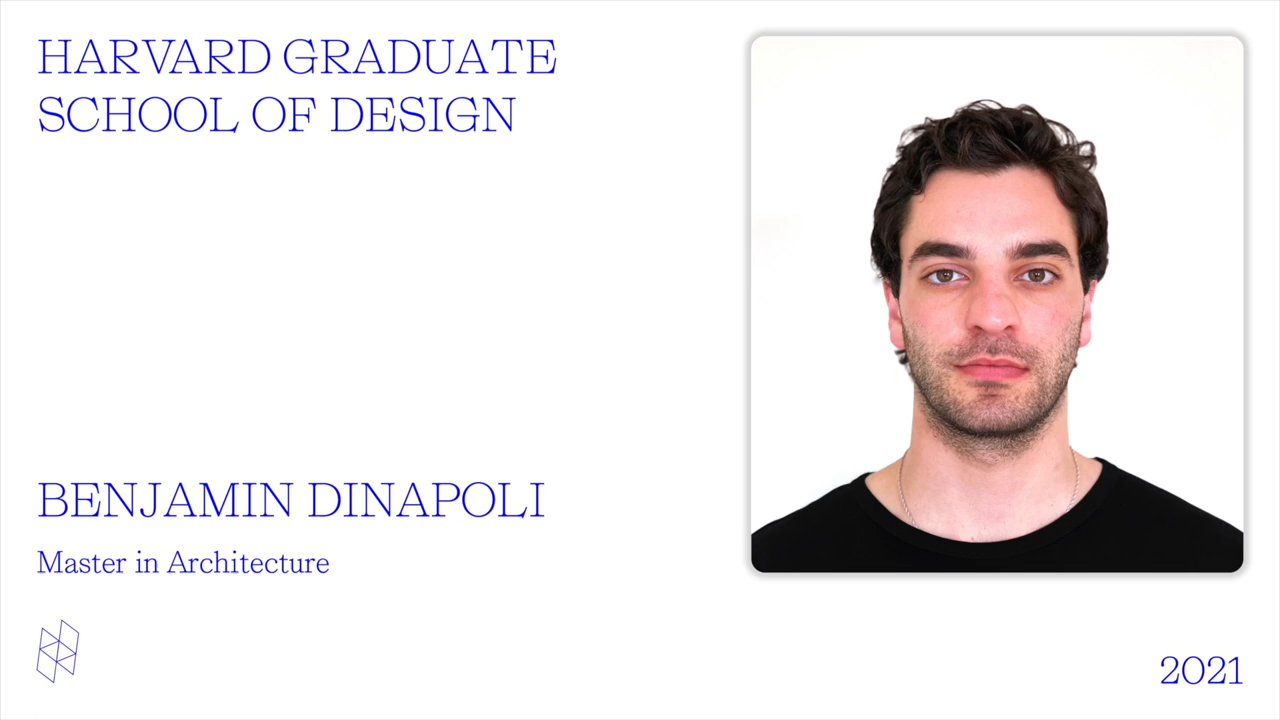 HARVARD GRADUATE
SCHOOL OF DESIGN
BENJAMIN DINAPOLI
Master in Architecture
2021